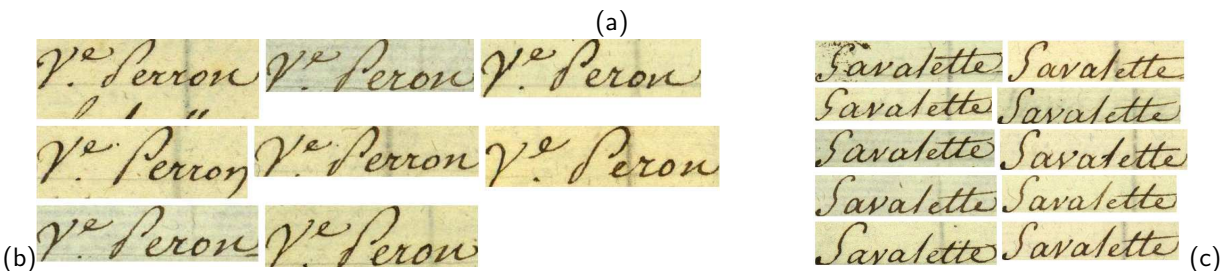 (a)
Ve. Perron Ve. Peron Ve. Peron
Ve. Perron Ve. Perron Ve. Peron
(b) Ve. Peron Ve. Peron
Savalette Savalette
Savalette Savalette
Savalette Savalette
Savalette Savalette
Savalette Savalette (c)